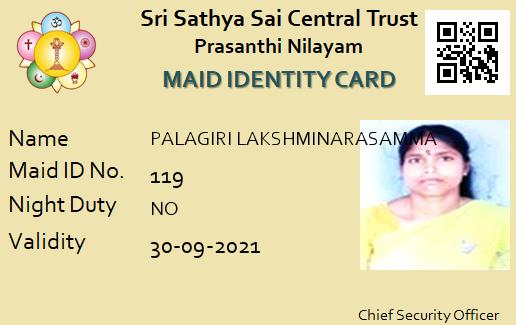 Sri Sathya Sai Central Trust
Prasanthi Nilayam
MAID IDENTITY CARD
Name PALAGIRI LAKSHMINARASAMMA
Maid ID No. 119
Night Duty NO
Validity 30-09-2021
Chief Security Officer